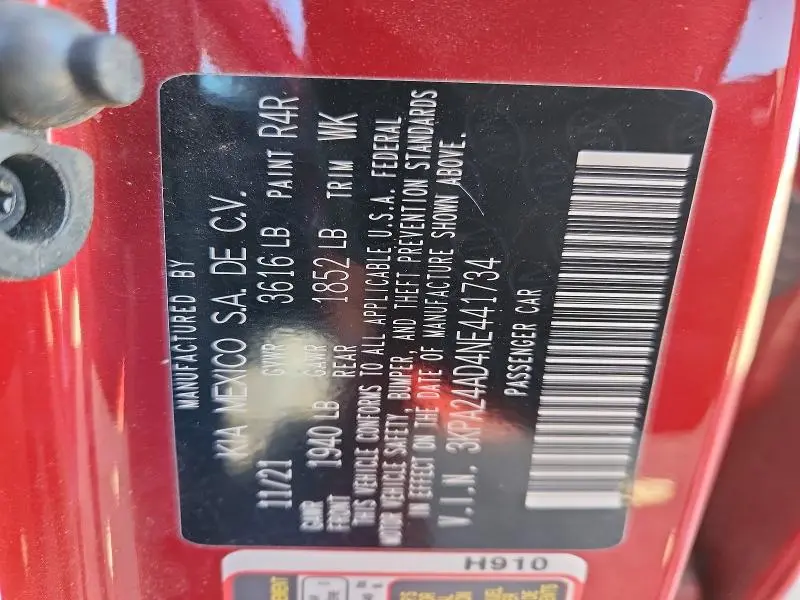 MANUFACTURED BY
KIA MEXICO S.A. DE C.V.
11/21 GVWR 3616 LB PAINT R4R
GAWR FRONT 1940 LB GAWR REAR 1852 LB TRIM WK
THIS VEHICLE CONFORMS TO ALL APPLICABLE U.S.A. FEDERAL
MOTOR VEHICLE SAFETY, BUMPER, AND THEFT PREVENTION STANDARDS
IN EFFECT ON THE DATE OF MANUFACTURE SHOWN ABOVE.
V.I.N. 3KPA24AD4NE441734
PASSENGER CAR
H910